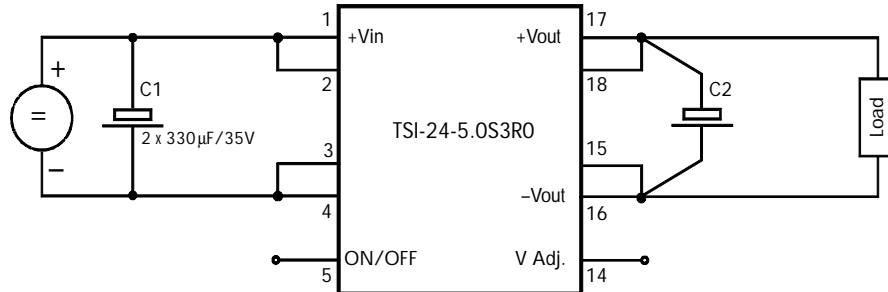 1
17
+Vin
+Vout
+
2
18
C1
C2
=
2 x 330µF/35V
TSI-24-5.0S3R0
Load
3
15
−
4
−Vout
16
ON/OFF
V Adj.
5
14